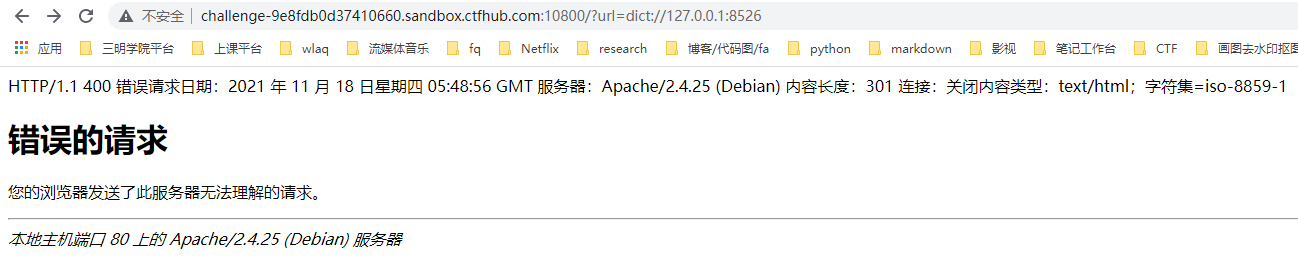 不安全 challenge-9e8fdb0d37410660.sandbox.ctfhub.com:10800/?url=dict://127.0.0.1:8526
应用 三明学院平台 上课平台 wlaq 流媒体音乐 fq Netflix research 博客/代码图/fa python markdown 影视 笔记工作台 CTF 画图去水印抠图
HTTP/1.1 400 错误请求日期：2021 年 11 月 18 日星期四 05:48:56 GMT 服务器：Apache/2.4.25 (Debian) 内容长度：301 连接：关闭内容类型：text/html；字符集=iso-8859-1
错误的请求
您的浏览器发送了此服务器无法理解的请求。
本地主机端口 80 上的 Apache/2.4.25 (Debian) 服务器